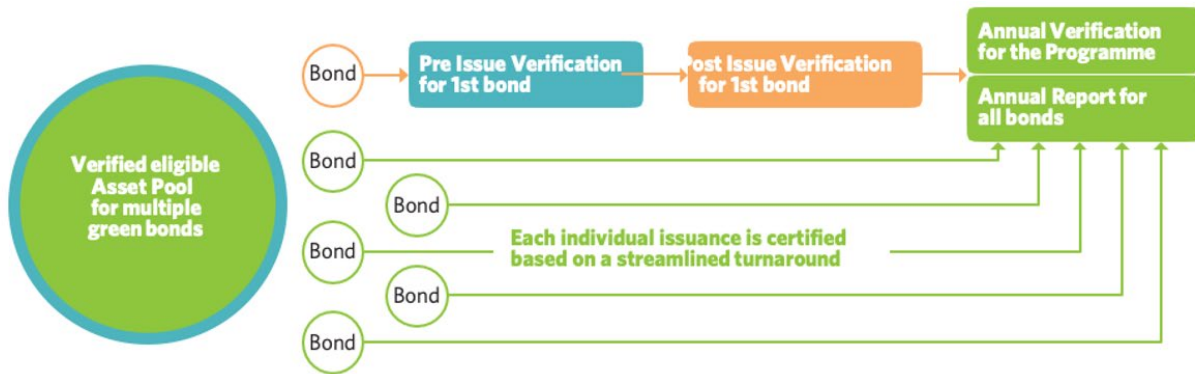 Verified eligible
Asset Pool
for multiple
green bonds
Bond
Pre Issue Verification
for 1st bond
Post Issue Verification
for 1st bond
Annual Verification
for the Programme
Annual Report for
all bonds
Bond
Bond
Bond
Each individual issuance is certified
based on a streamlined turnaround
Bond
Bond